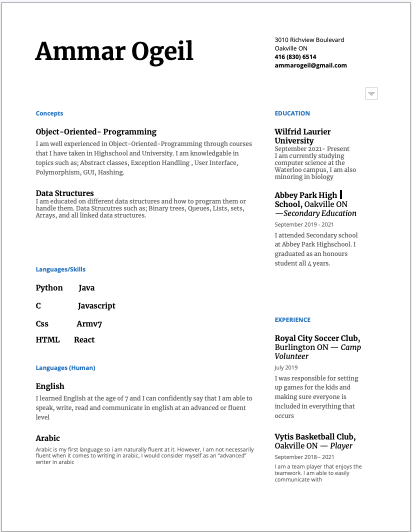 Ammar Ogeil
3010 Richview Boulevard
Oakville ON
416 (830) 6514
ammarogeil@gmail.com
Concepts
Object-Oriented- Programming
I am well experienced in Object-Oriented-Programming through courses
that I have taken in Highschool and University. I am knowledgable in
topics such as; Abstract classes, Exception Handling , User Interface,
Polymorphism, GUI, Hashing.
Data Structures
I am educated on different data structures and how to program them or
handle them. Data Strucutres such as; Binary trees, Queues, Lists, sets,
Arrays, and all linked data structures.
Languages/Skills
Python Java
C Javascript
Css Armv7
HTML React
Languages (Human)
English
I learned English at the age of 7 and I can confidently say that I am able to
speak, write, read and communicate in english at an advanced or fluent
level
Arabic
Arabic is my first language so i am naturally fluent at it. However, I am not necessarily
fluent when it comes to writing in arabic, i would consider myself as an "advanced"
writer in arabic
EDUCATION
Wilfrid Laurier
University
September 2021- Present
I am currently studying
computer science at the
Waterloo campus, I am also
minoring in biology
Abbey Park High
School, Oakville ON
—Secondary Education
September 2019 - 2021
I attended Secondary school
at Abbey Park Highschool. I
graduated as an honours
student all 4 years.
EXPERIENCE
Royal City Soccer Club,
Burlington ON — Camp
Volunteer
July 2019
I was responsible for setting
up games for the kids and
making sure everyone is
included in everything that
occurs
Vytis Basketball Club,
Oakville ON — Player
September 2018– 2021
I am a team player that enjoys the
teamwork. I am able to easily
communicate with